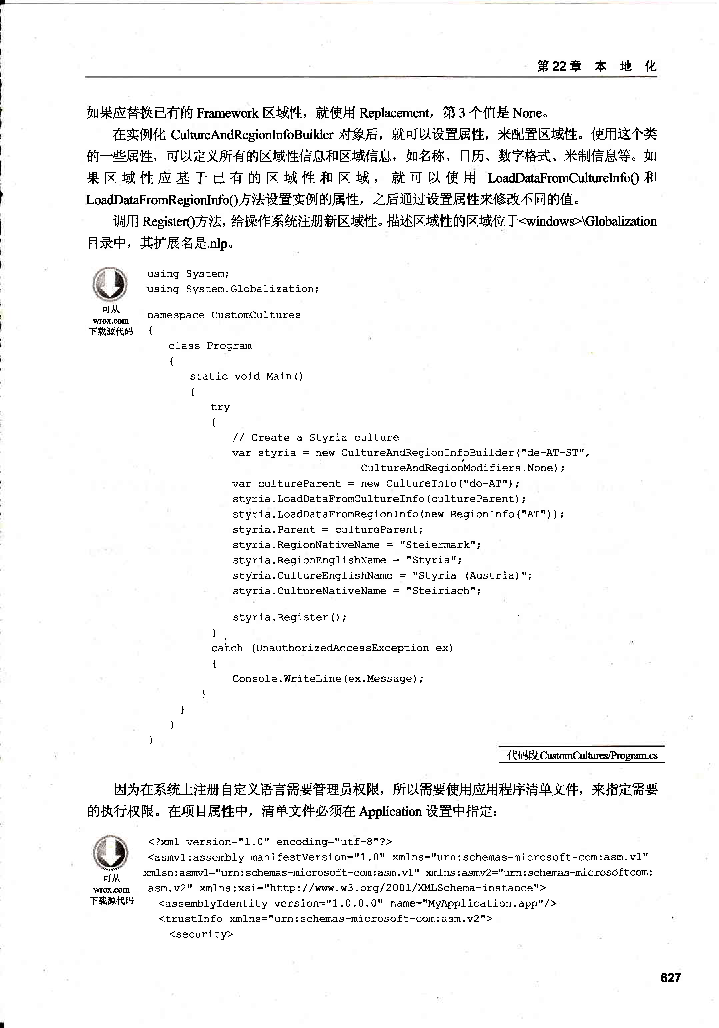 第22章 本 地 化
如果应替换已有的 Framework 区域性，就使用 Replacement，第 3 个值是 None。
在实例化 CultureAndRegionInfoBuilder 对象后，就可以设置属性，来配置区域性。使用这个类
的一些属性，可以定义所有的区域性信息和区域信息，如名称、日历、数字格式、米制信息等。如
果区域性应基于已有的区域性和区域，就可以使用 LoadDataFromCultureInfo()和
LoadDataFromRegionInfo()方法设置实例的属性，之后通过设置属性来修改不同的值。
调用 Register()方法，给操作系统注册新区域性。描述区域性的区域位于<windows>\Globalization
目录中，其扩展名是.nlp。
可从
wrox.com
下载源代码
using System;
using System.Globalization;
namespace CustomCultures
{
class Program
{
static void Main()
{
try
{
// Create a Styria culture
var styria = new CultureAndRegionInfoBuilder("de-AT-ST",
CultureAndRegionModifiers.None);
var cultureParent = new CultureInfo("de-AT");
styria.LoadDataFromCultureInfo(cultureParent);
styria.LoadDataFromRegionInfo(new RegionInfo("AT"));
styria.Parent = cultureParent;
styria.RegionNativeName = "Steiermark";
styria.RegionEnglishName = "Styria";
styria.CultureEnglishName = "Styria (Austria)";
styria.CultureNativeName = "Steirisch";
styria.Register();
}
catch (UnauthorizedAccessException ex)
{
Console.WriteLine(ex.Message);
}
}
}
}
代码段 CustomCultures/Program.cs
因为在系统上注册自定义语言需要管理员权限，所以需要使用应用程序清单文件，来指定需要
的执行权限。在项目属性中，清单文件必须在 Application 设置中指定：
可从
wrox.com
下载源代码
<?xml version="1.0" encoding="utf-8"?>
<asmv1:assembly manifestVersion="1.0" xmlns="urn:schemas-microsoft-com:asm.v1"
xmlns:asmv1="urn:schemas-microsoft-com:asm.v1" xmlns:asmv2="urn:schemas-microsoftcom:
asm.v2" xmlns:xsi="http://www.w3.org/2001/XMLSchema-instance">
<assemblyIdentity version="1.0.0.0" name="MyApplication.app"/>
<trustInfo xmlns="urn:schemas-microsoft-com:asm.v2">
<security>
627